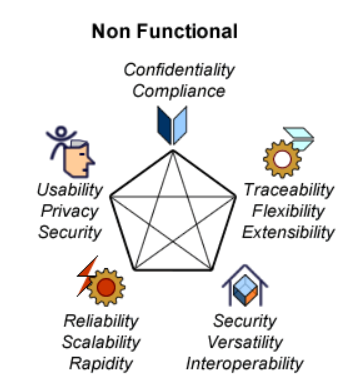 Non Functional
Confidentiality
Compliance
Usability
Privacy
Security
Traceability
Flexibility
Extensibility
Reliability
Scalability
Rapidity
Security
Versatility
Interoperability